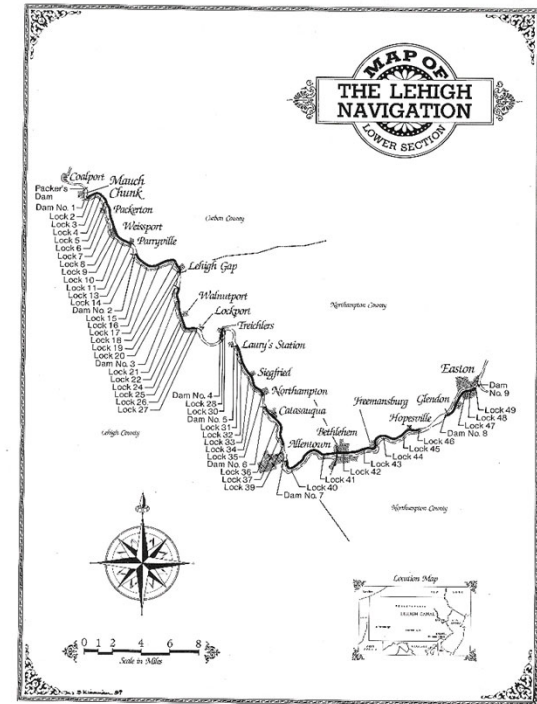 MAP OF
THE LEHIGH
NAVIGATION
LOWER SECTION
Coalport
Mauch
Chunk
Packer's
Dam
Dam No. 1
Lock 2
Lock 3
Lock 4
Lock 5
Lock 6
Lock 7
Lock 8
Lock 9
Lock 10
Lock 11
Lock 13
Lock 14
Dam No. 2
Lock 15
Lock 16
Lock 17
Lock 18
Lock 19
Lock 20
Dam No. 3
Lock 21
Lock 22
Lock 24
Lock 25
Lock 26
Lock 27
Packerton
Weissport
Parryville
Carbon County
Lehigh Gap
Walnutport
Lockport
Northampton County
Treichlers
Laury's Station
Siegfried
Northampton
Catasauqua
Dam No. 4
Lock 28
Lock 30
Dam No. 5
Lock 31
Lock 32
Lock 33
Lock 34
Lock 35
Dam No. 6
Lock 36
Lock 37
Lock 39
Dam No. 7
Lehigh County
Allentown
Bethlehem
Freemansburg
Hopesville
Glendon
Easton
Dam
No. 9
Lock 49
Lock 48
Lock 47
Dam No. 8
Lock 46
Lock 45
Lock 44
Lock 43
Lock 42
Lock 41
Lock 40
Northampton County
Location Map
0 1 2 4 6 8
Scale in Miles